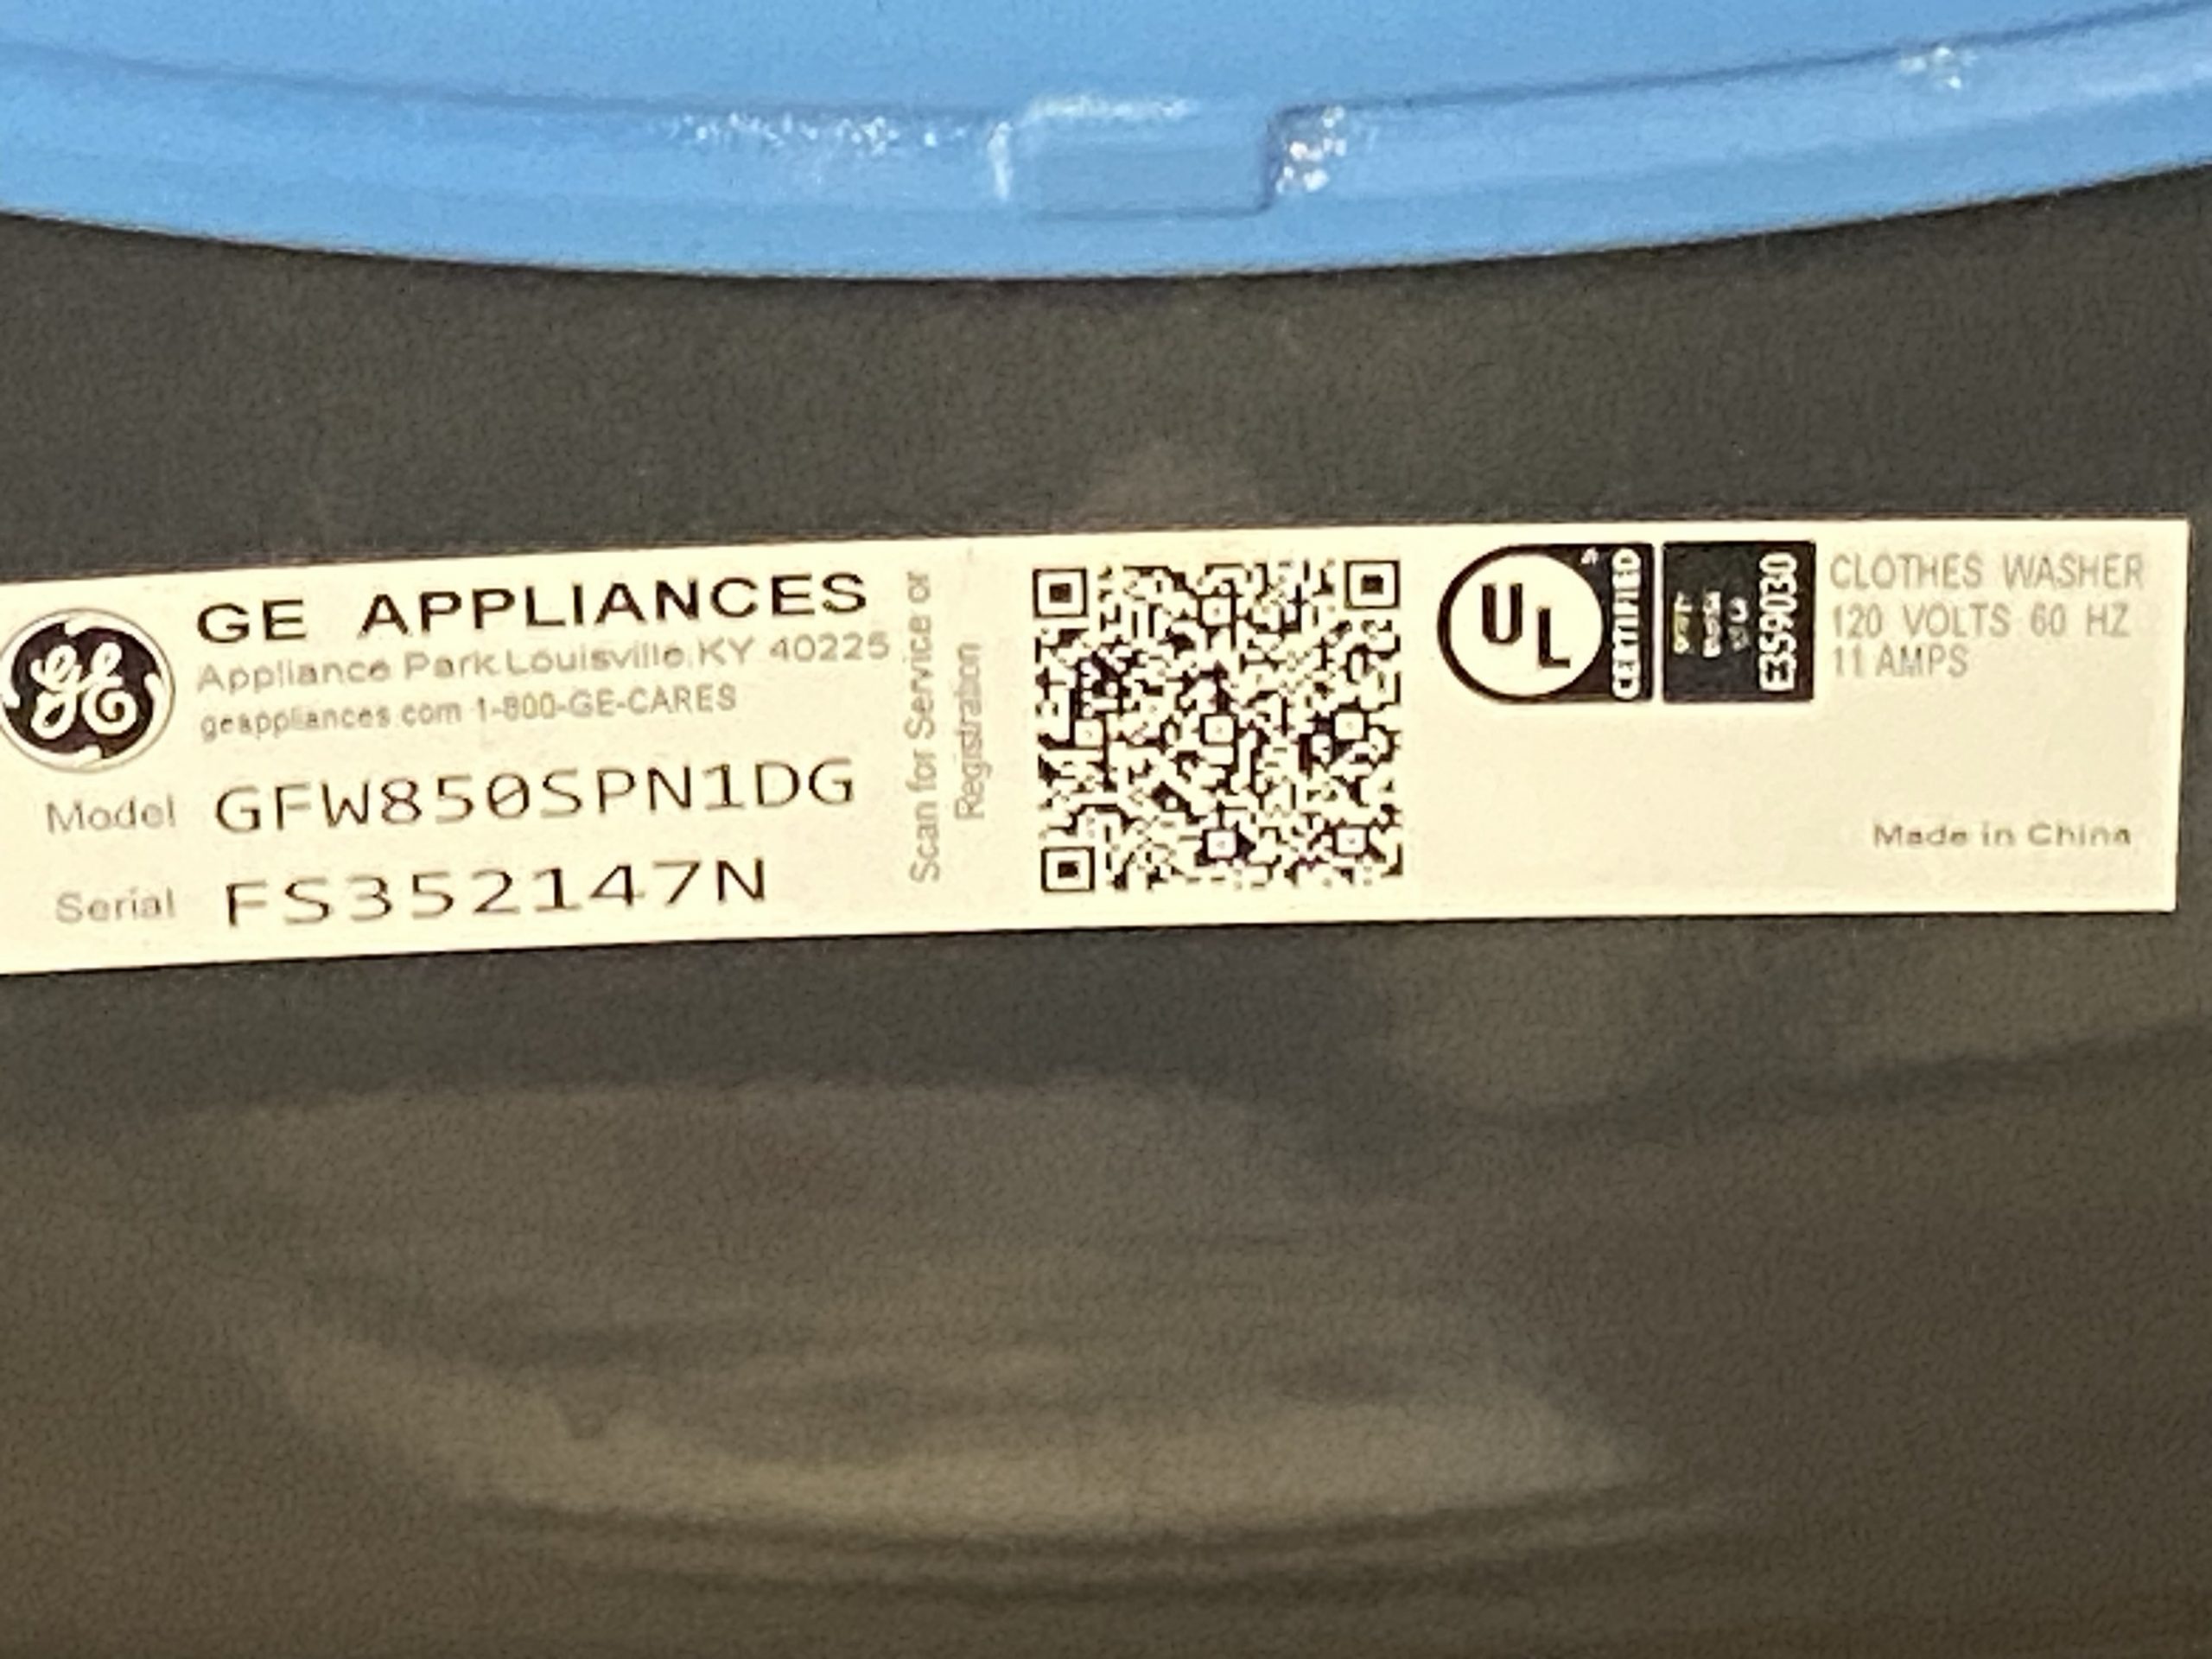 GE APPLIANCES
Appliance Park,Louisville,KY 40225
geappliances.com 1-800-GE-CARES
Model GFW850SPN1DG
Serial FS352147N
Scan for Service or
Registration
UL
CERTIFIED
E359030
CLOTHES WASHER
120 VOLTS 60 HZ
11 AMPS
Made in China